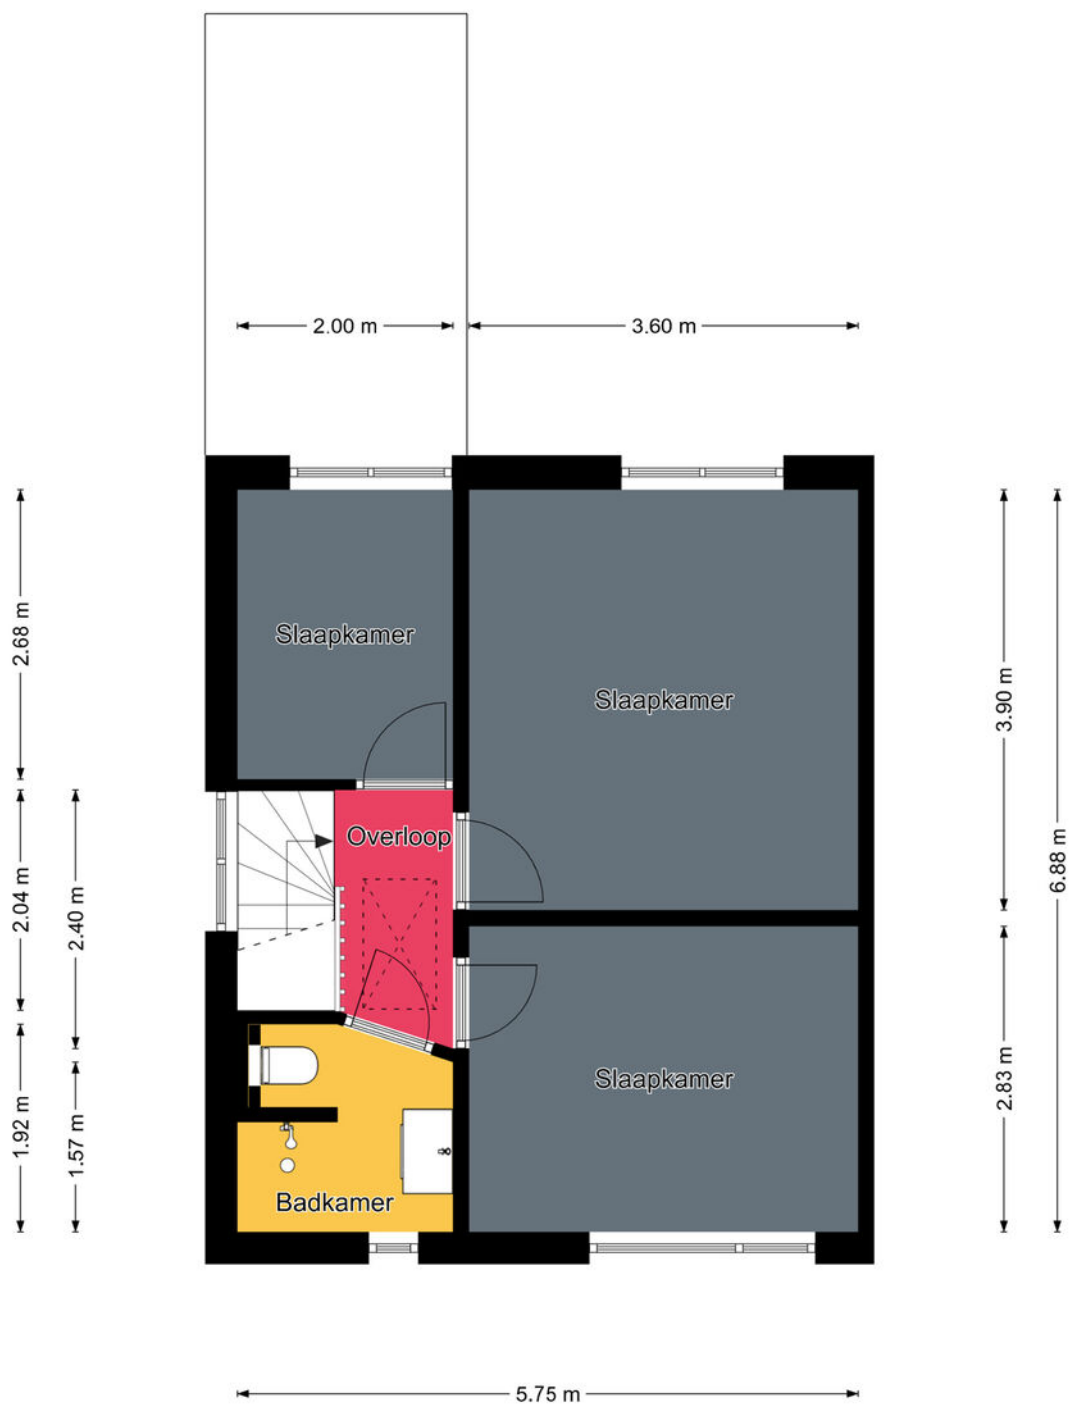 2.00 m
3.60 m
2.68 m
Slaapkamer
Slaapkamer
3.90 m
6.88 m
Overloop
2.04 m
2.40 m
Slaapkamer
2.83 m
1.92 m
1.57 m
Badkamer
5.75 m